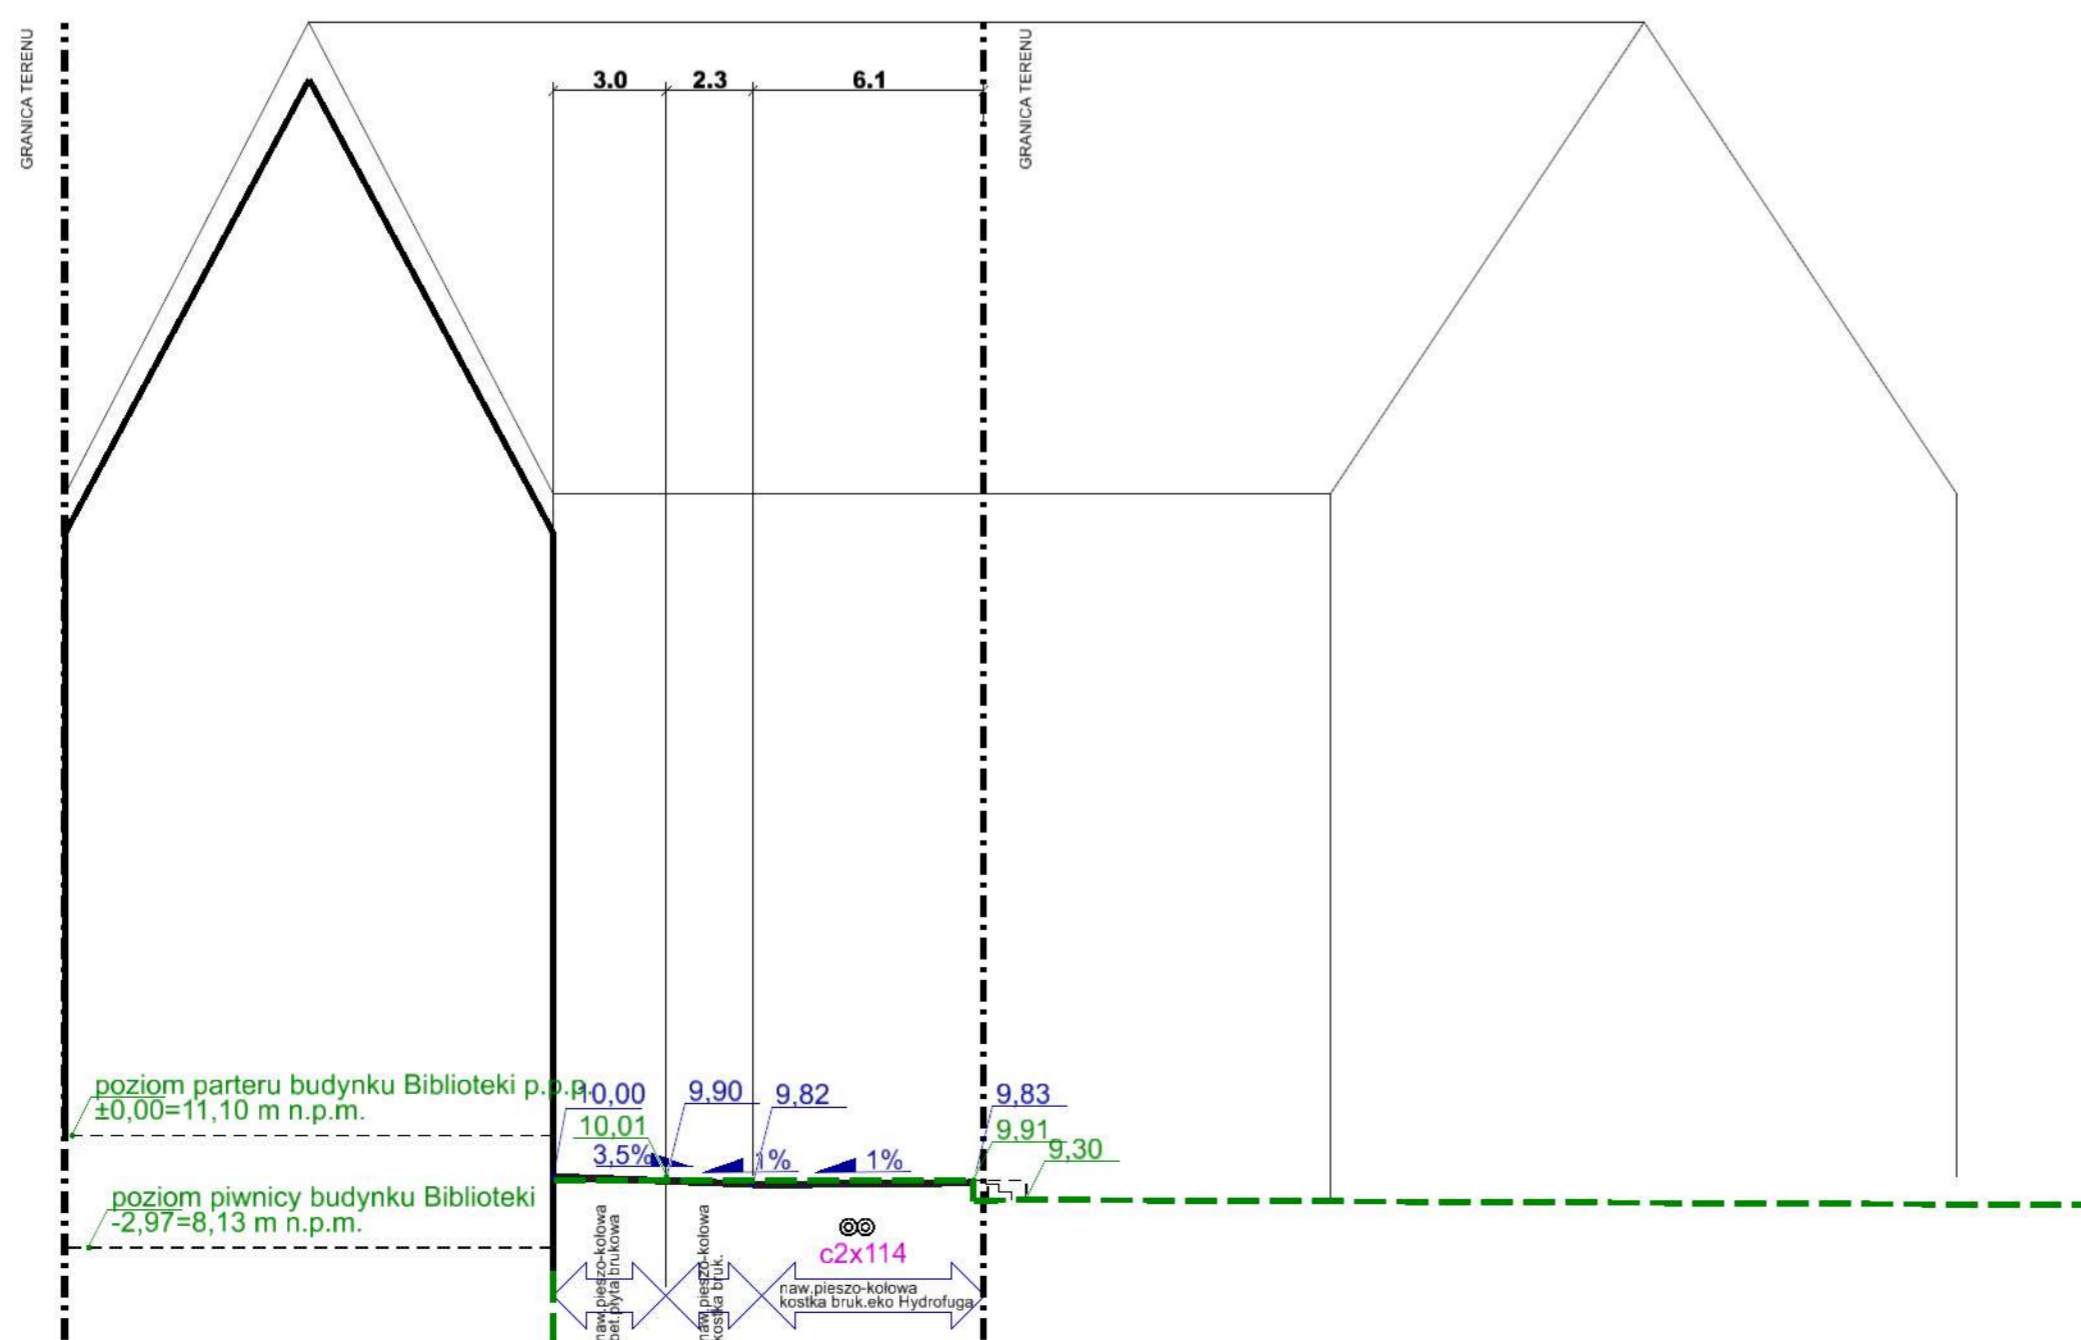 GRANICA TERENU
GRANICA TERENU
3.0
2.3
6.1
poziom parteru budynku Biblioteki p.p.p.
±0,00=11,10 m n.p.m.
10,00
9,90
9,82
9,83
10,01
9,91
9,30
3,5%
1%
1%
poziom piwnicy budynku Biblioteki
-2,97=8,13 m n.p.m.
c2x114
naw.pieszo-kołowa
bet.płyta brukowa
naw.pieszo-kołowa
kostka bruk.
naw.pieszo-kołowa
kostka bruk.eko Hydrofuga